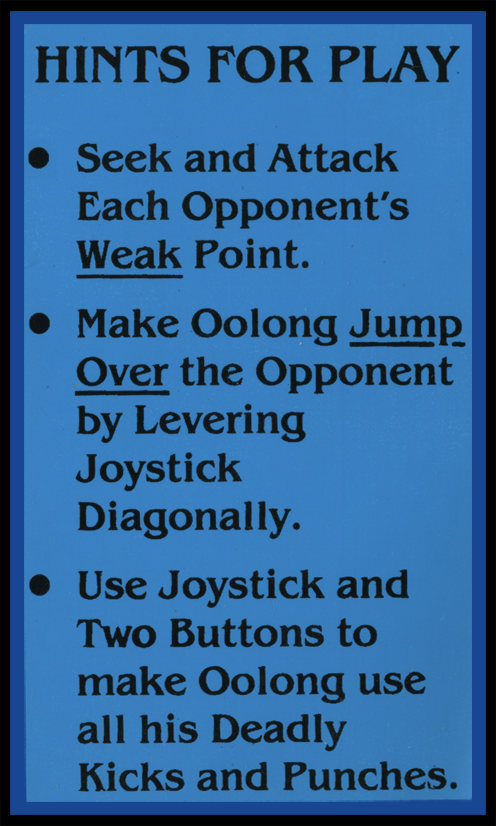 HINTS FOR PLAY
● Seek and Attack
Each Opponent's
Weak Point.
● Make Oolong Jump
Over the Opponent
by Levering
Joystick
Diagonally.
● Use Joystick and
Two Buttons to
make Oolong use
all his Deadly
Kicks and Punches.